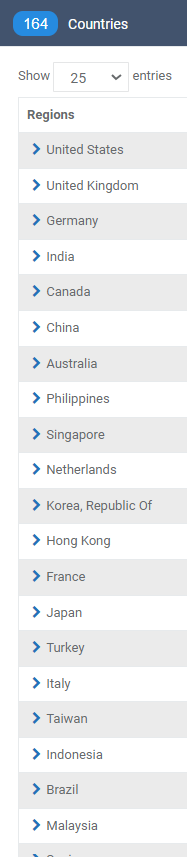 164 Countries
Show 25 entries
Regions
United States
United Kingdom
Germany
India
Canada
China
Australia
Philippines
Singapore
Netherlands
Korea, Republic Of
Hong Kong
France
Japan
Turkey
Italy
Taiwan
Indonesia
Brazil
Malaysia